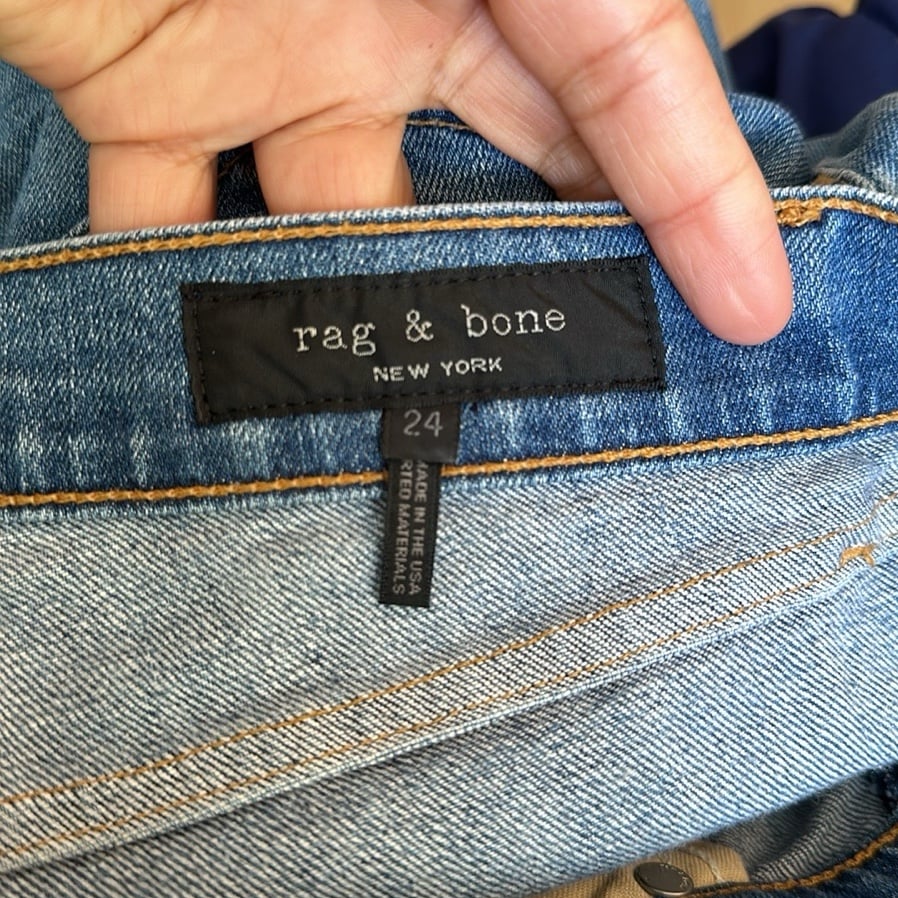 rag & bone
NEW YORK
24
MADE IN THE USA
RTED MATERIALS